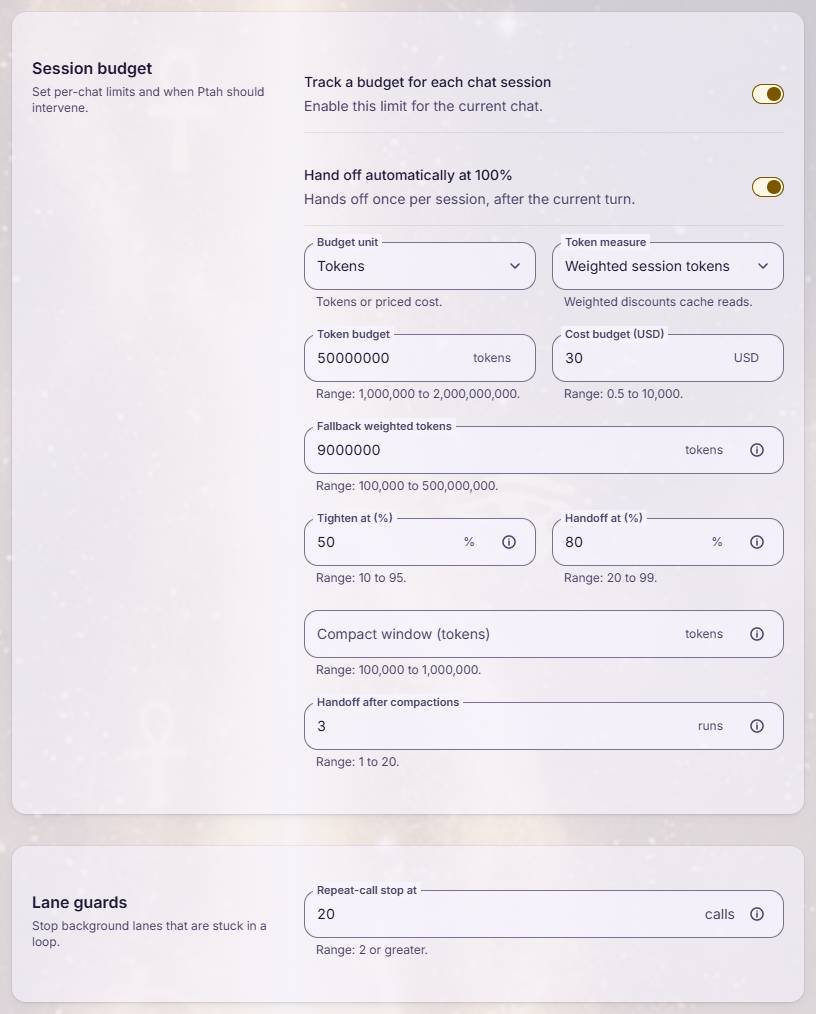 Session budget
Set per-chat limits and when Ptah should
intervene.
Track a budget for each chat session
Enable this limit for the current chat.
Hand off automatically at 100%
Hands off once per session, after the current turn.
Budget unit
Tokens
Tokens or priced cost.
Token measure
Weighted session tokens
Weighted discounts cache reads.
Token budget
50000000 tokens
Range: 1,000,000 to 2,000,000,000.
Cost budget (USD)
30 USD
Range: 0.5 to 10,000.
Fallback weighted tokens
9000000 tokens
Range: 100,000 to 500,000,000.
Tighten at (%)
50 %
Range: 10 to 95.
Handoff at (%)
80 %
Range: 20 to 99.
Compact window (tokens) tokens
Range: 100,000 to 1,000,000.
Handoff after compactions
3 runs
Range: 1 to 20.
Lane guards
Stop background lanes that are stuck in a
loop.
Repeat-call stop at
20 calls
Range: 2 or greater.